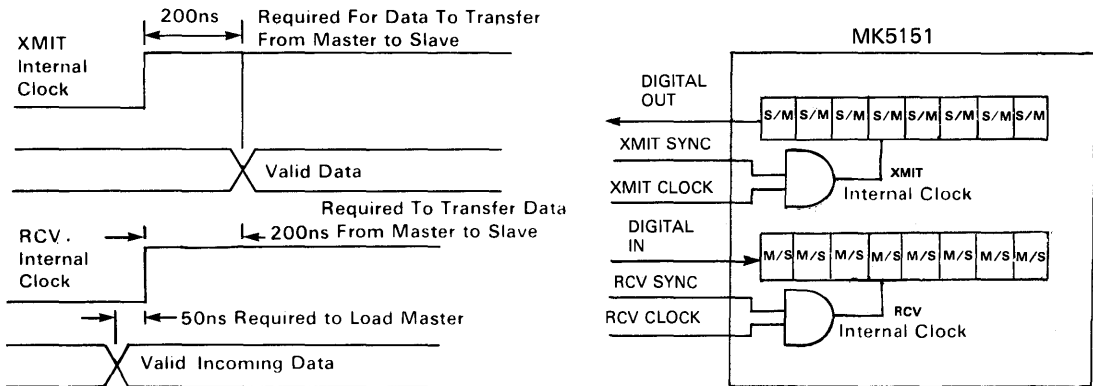 200ns
Required For Data To Transfer
From Master to Slave
XMIT
Internal
Clock
Valid Data
Required To Transfer Data
200ns From Master to Slave
RCV.
Internal
Clock
50ns Required to Load Master
Valid Incoming Data
MK5151
DIGITAL
OUT
S/M S/M S/M S/M S/M S/M S/M S/M
XMIT SYNC
XMIT
Internal Clock
XMIT CLOCK
DIGITAL
IN
M/S M/S M/S M/S M/S M/S M/S M/S
RCV SYNC
RCV
Internal Clock
RCV CLOCK